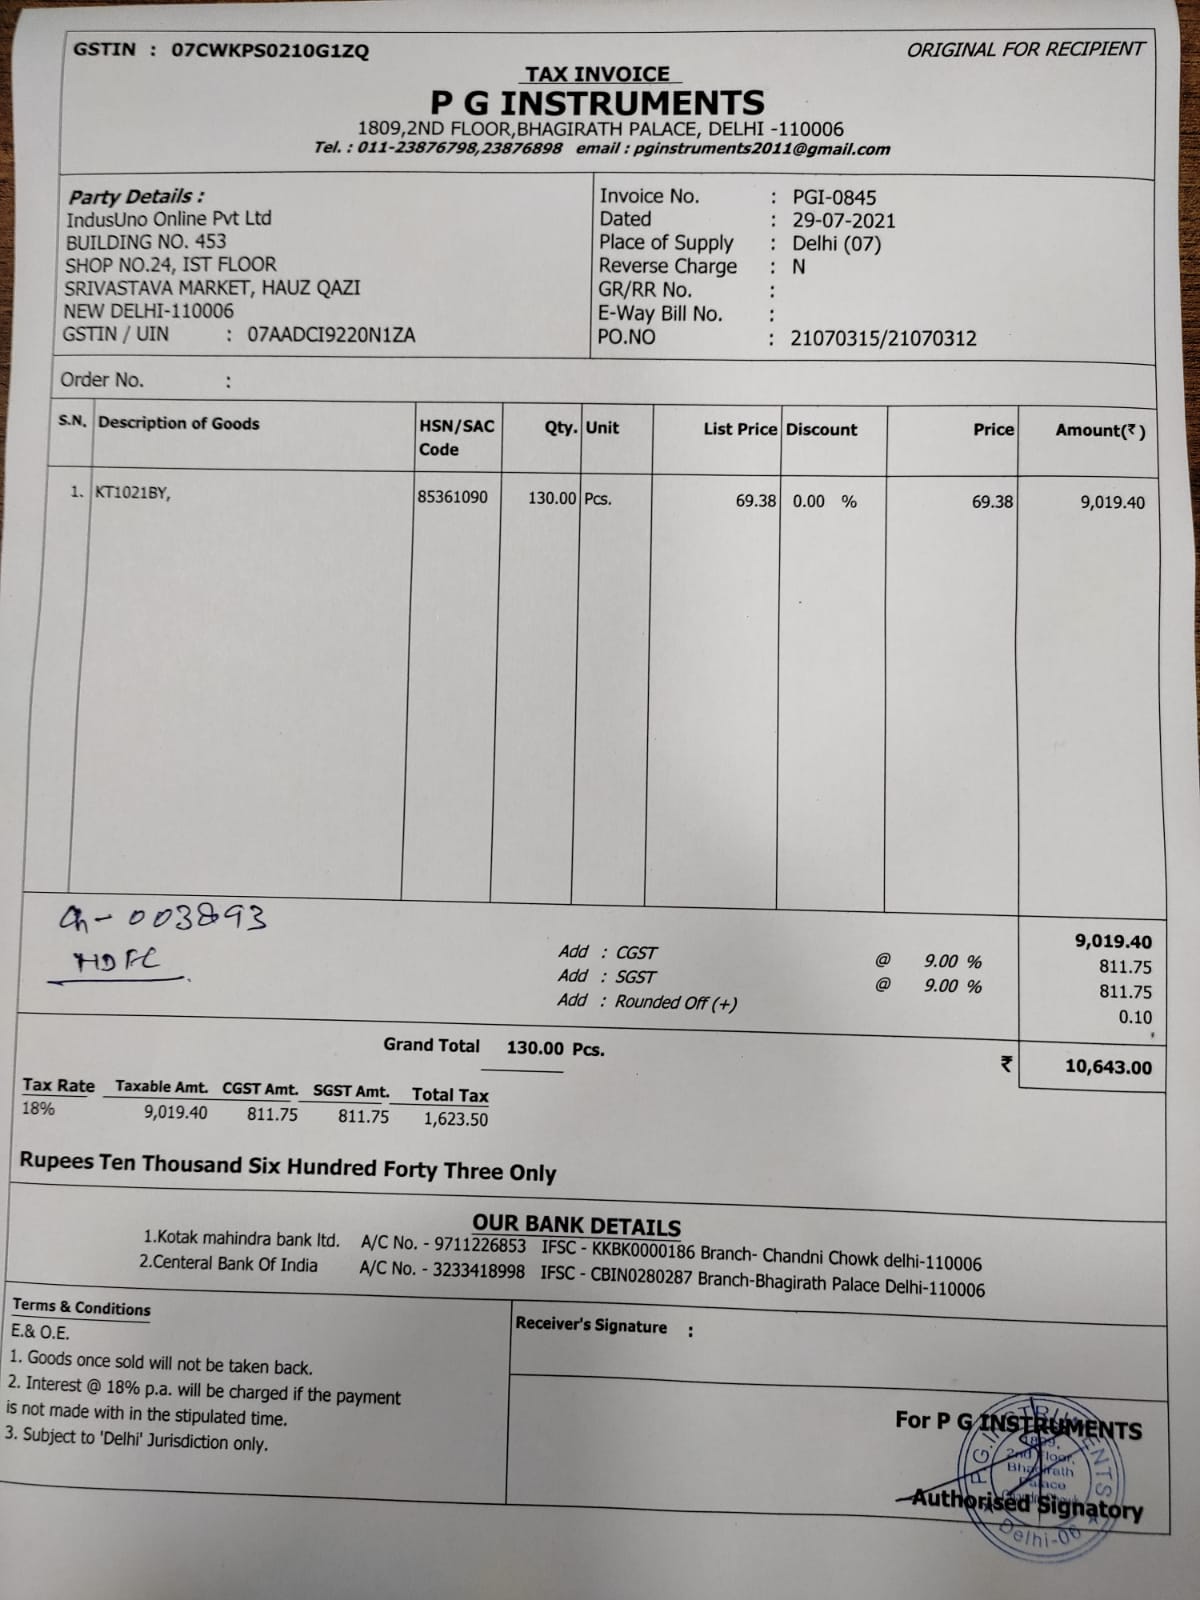 GSTIN : 07CWKPS0210G1ZQ
ORIGINAL FOR RECIPIENT
TAX INVOICE
P G INSTRUMENTS
1809,2ND FLOOR,BHAGIRATH PALACE, DELHI -110006
Tel. : 011-23876798,23876898 email : pginstruments2011@gmail.com
Party Details :
IndusUno Online Pvt Ltd
BUILDING NO. 453
SHOP NO.24, IST FLOOR
SRIVASTAVA MARKET, HAUZ QAZI
NEW DELHI-110006
GSTIN / UIN : 07AADCI9220N1ZA
Invoice No. : PGI-0845
Dated : 29-07-2021
Place of Supply : Delhi (07)
Reverse Charge : N
GR/RR No. :
E-Way Bill No. :
PO.NO : 21070315/21070312
Order No. :
S.N. Description of Goods HSN/SAC Code Qty. Unit List Price Discount Price Amount(₹)
1. KT1021BY, 85361090 130.00 Pcs. 69.38 0.00 % 69.38 9,019.40
Ch- 003893
HDFC
9,019.40
Add : CGST @ 9.00 % 811.75
Add : SGST @ 9.00 % 811.75
Add : Rounded Off (+) 0.10
Grand Total 130.00 Pcs. ₹ 10,643.00
Tax Rate Taxable Amt. CGST Amt. SGST Amt. Total Tax
18% 9,019.40 811.75 811.75 1,623.50
Rupees Ten Thousand Six Hundred Forty Three Only
OUR BANK DETAILS
1.Kotak mahindra bank ltd. A/C No. - 9711226853 IFSC - KKBK0000186 Branch- Chandni Chowk delhi-110006
2.Centeral Bank Of India A/C No. - 3233418998 IFSC - CBIN0280287 Branch-Bhagirath Palace Delhi-110006
Terms & Conditions
E.& O.E.
1. Goods once sold will not be taken back.
2. Interest @ 18% p.a. will be charged if the payment
is not made with in the stipulated time.
3. Subject to 'Delhi' Jurisdiction only.
Receiver's Signature :
For P G INSTRUMENTS
P.G. INSTRUMENTS
1809,
2nd Floor,
Bhagirath
Palace
Delhi-06
Authorised Signatory